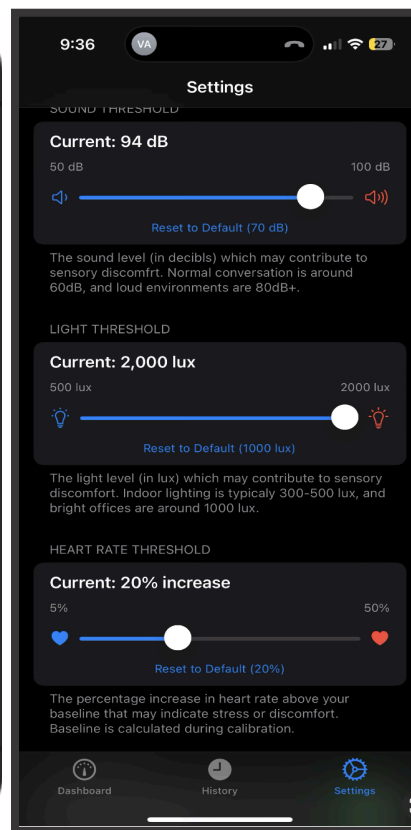 9:36
VA
27
Settings
SOUND THRESHOLD
Current: 94 dB
50 dB 100 dB
Reset to Default (70 dB)
The sound level (in decibls) which may contribute to
sensory discomfrt. Normal conversation is around
60dB, and loud environments are 80dB+.
LIGHT THRESHOLD
Current: 2,000 lux
500 lux 2000 lux
Reset to Default (1000 lux)
The light level (in lux) which may contribute to sensory
discomfort. Indoor lighting is typicaly 300-500 lux, and
bright offices are around 1000 lux.
HEART RATE THRESHOLD
Current: 20% increase
5% 50%
Reset to Default (20%)
The percentage increase in heart rate above your
baseline that may indicate stress or discomfort.
Baseline is calculated during calibration.
Dashboard History Settings